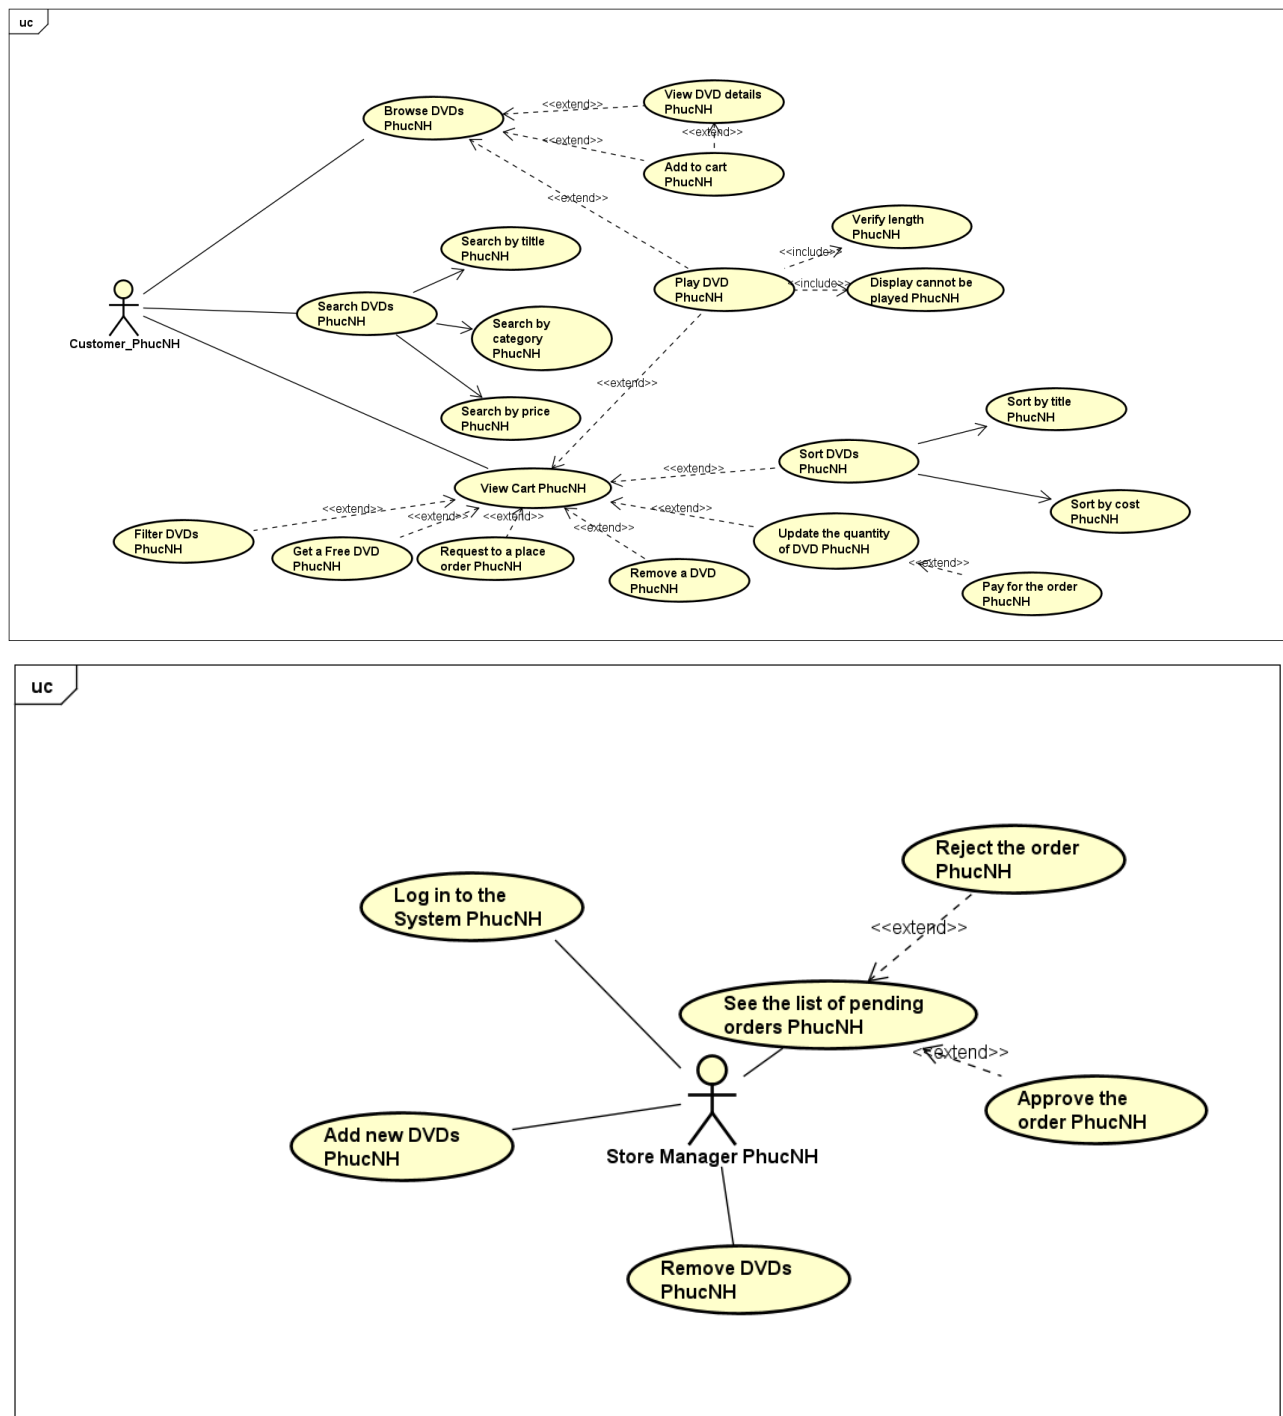 uc
Browse DVDs
PhucNH
<<extend>>
View DVD details
PhucNH
<<extend>>
<<extend>>
Add to cart
PhucNH
<<extend>>
Verify length
PhucNH
Search by tiltle
PhucNH
<<include>>
Play DVD
PhucNH
<<include>>
Display cannot be
played PhucNH
Search DVDs
PhucNH
Customer_PhucNH
Search by
category
PhucNH
<<extend>>
Search by price
PhucNH
Sort by title
PhucNH
Sort DVDs
PhucNH
<<extend>>
View Cart PhucNH
Sort by cost
PhucNH
<<extend>>
<<extend>>
<<extend>>
<<extend>>
<<extend>>
Filter DVDs
PhucNH
Get a Free DVD
PhucNH
Request to a place
order PhucNH
Remove a DVD
PhucNH
Update the quantity
of DVD PhucNH
<<extend>>
Pay for the order
PhucNH
uc
Reject the order
PhucNH
Log in to the
System PhucNH
<<extend>>
See the list of pending
orders PhucNH
<<extend>>
Approve the
order PhucNH
Add new DVDs
PhucNH
Store Manager PhucNH
Remove DVDs
PhucNH